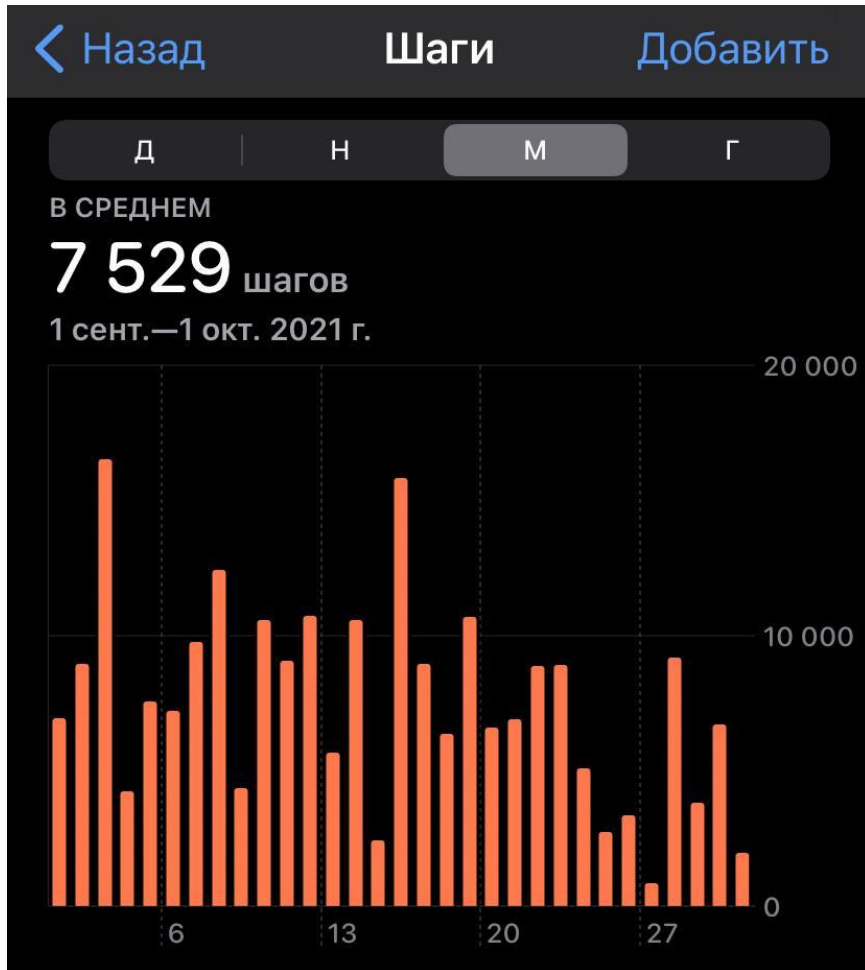 Назад Шаги Добавить
Д Н М Г
В СРЕДНЕМ
7 529 шагов
1 сент.—1 окт. 2021 г.
20 000
10 000
0
6 13 20 27